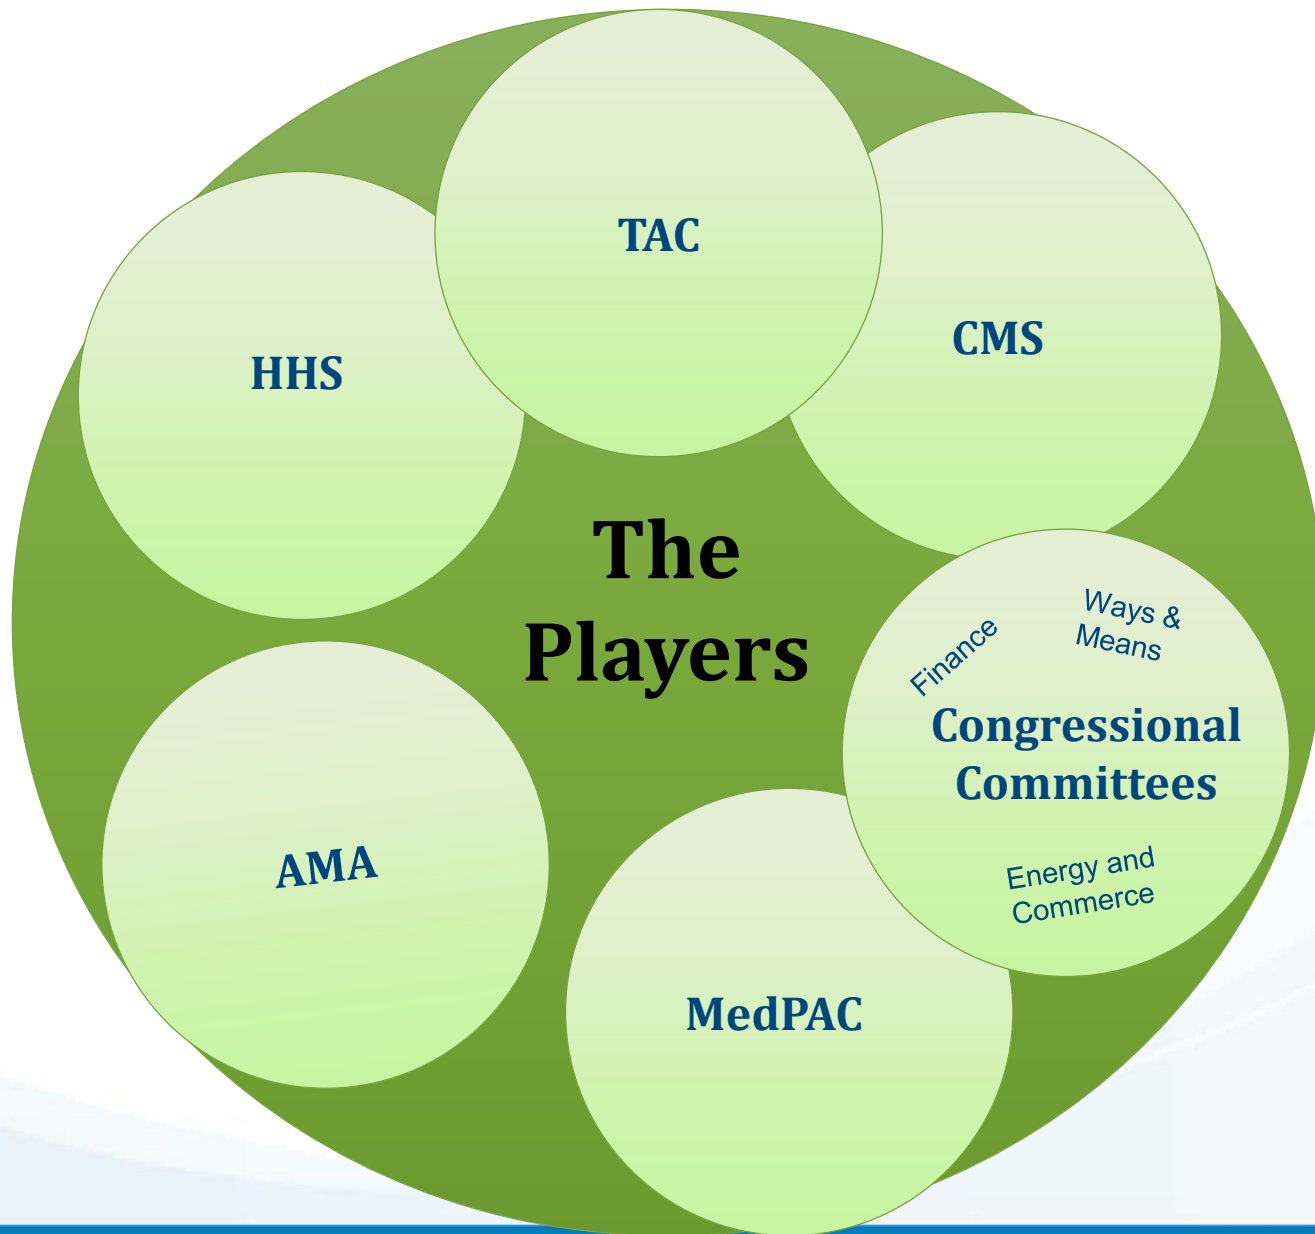 TAC
CMS
HHS
The
Players
Finance
Ways &
Means
Congressional
Committees
Energy and
Commerce
AMA
MedPAC